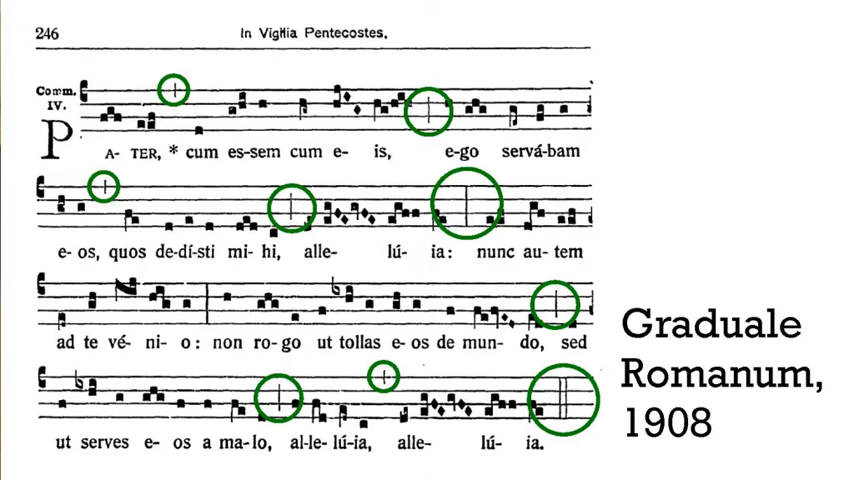 246
In Vigilia Pentecostes.
Comm.
IV.
PA- TER, * cum es-sem cum e- is, e-go servá-bam
e- os, quos de-dí-sti mi- hi, alle- lú- ia: nunc au- tem
ad te vé- ni- o: non ro- go ut tollas e- os de mun- do, sed
ut serves e- os a ma-lo, al-le- lú-ia, alle- lú- ia.
Graduale
Romanum,
1908